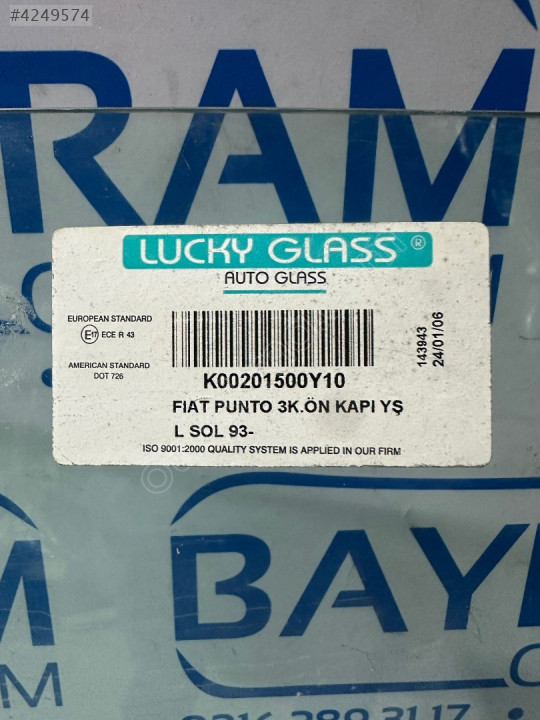 #4249574
RAM
LUCKY GLASS ®
AUTO GLASS
EUROPEAN STANDARD
E17 ECE R 43
AMERICAN STANDARD
DOT 726
143943
24/01/06
K00201500Y10
FIAT PUNTO 3K.ÖN KAPI YŞ
L SOL 93-
ISO 9001:2000 QUALITY SYSTEM IS APPLIED IN OUR FIRM
BAY
M